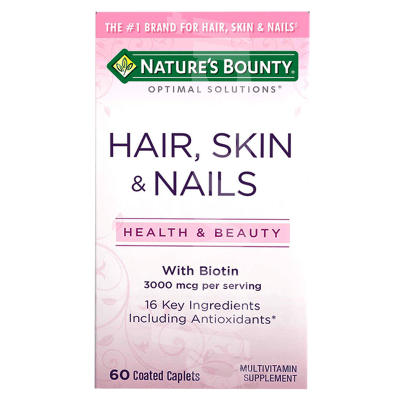 THE #1 BRAND FOR HAIR, SKIN & NAILS†
NATURE'S BOUNTY®
OPTIMAL SOLUTIONS®
HAIR, SKIN
& NAILS
HEALTH & BEAUTY
With Biotin
3000 mcg per serving
16 Key Ingredients
Including Antioxidants*
60 Coated Caplets
MULTIVITAMIN
SUPPLEMENT